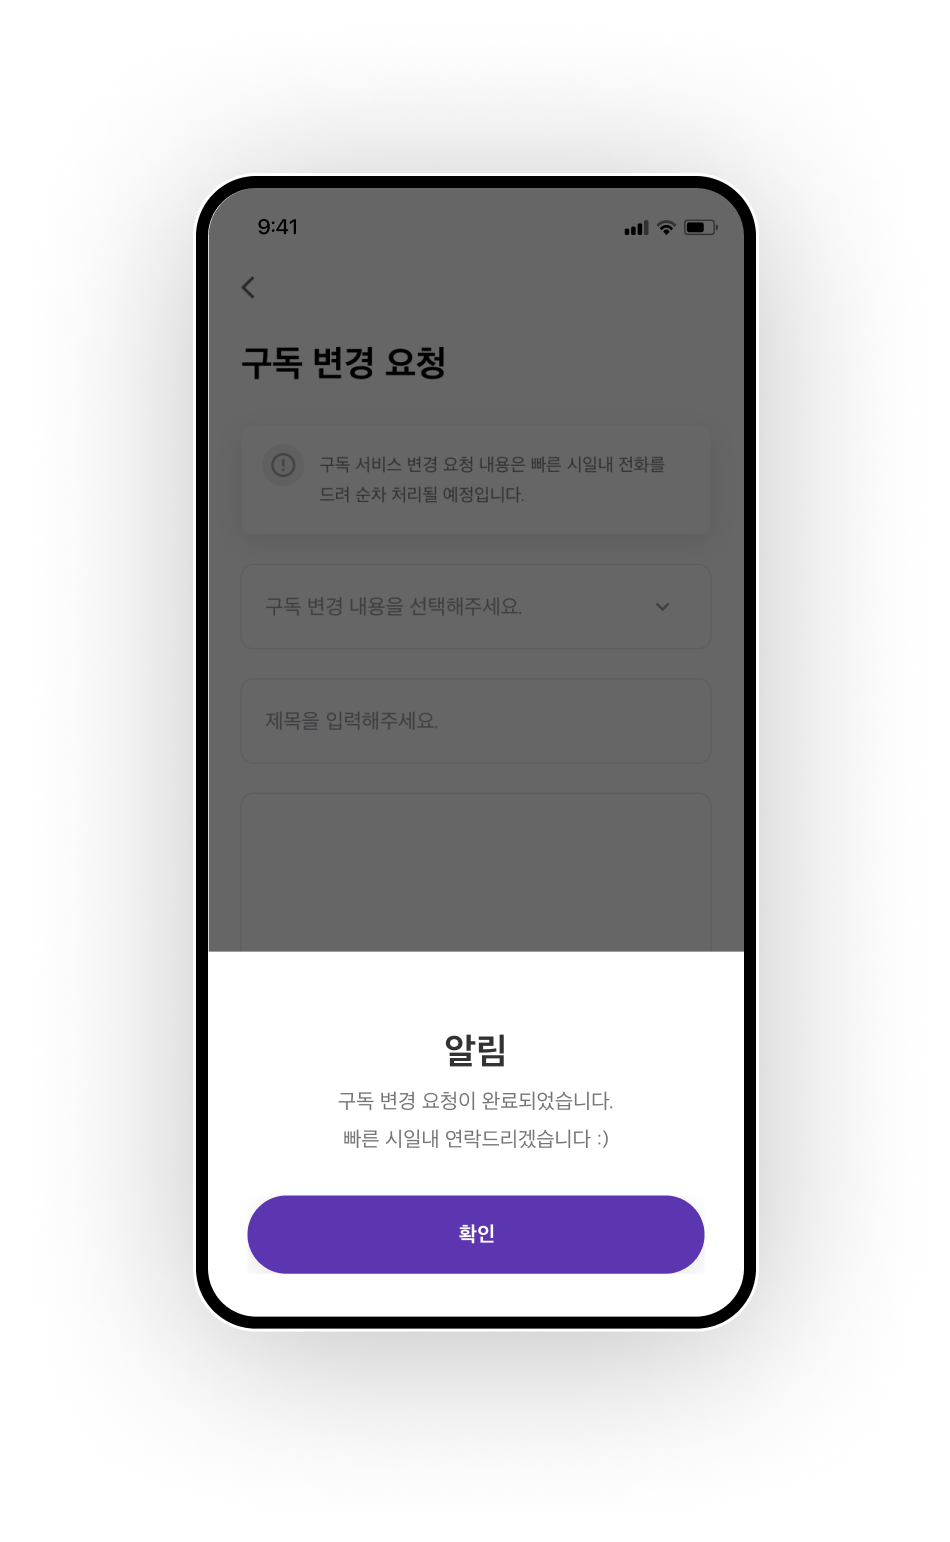 9:41
구독 변경 요청
구독 서비스 변경 요청 내용은 빠른 시일내 전화를
드려 순차 처리될 예정입니다.
구독 변경 내용을 선택해주세요.
제목을 입력해주세요.
알림
구독 변경 요청이 완료되었습니다.
빠른 시일내 연락드리겠습니다 :)
확인